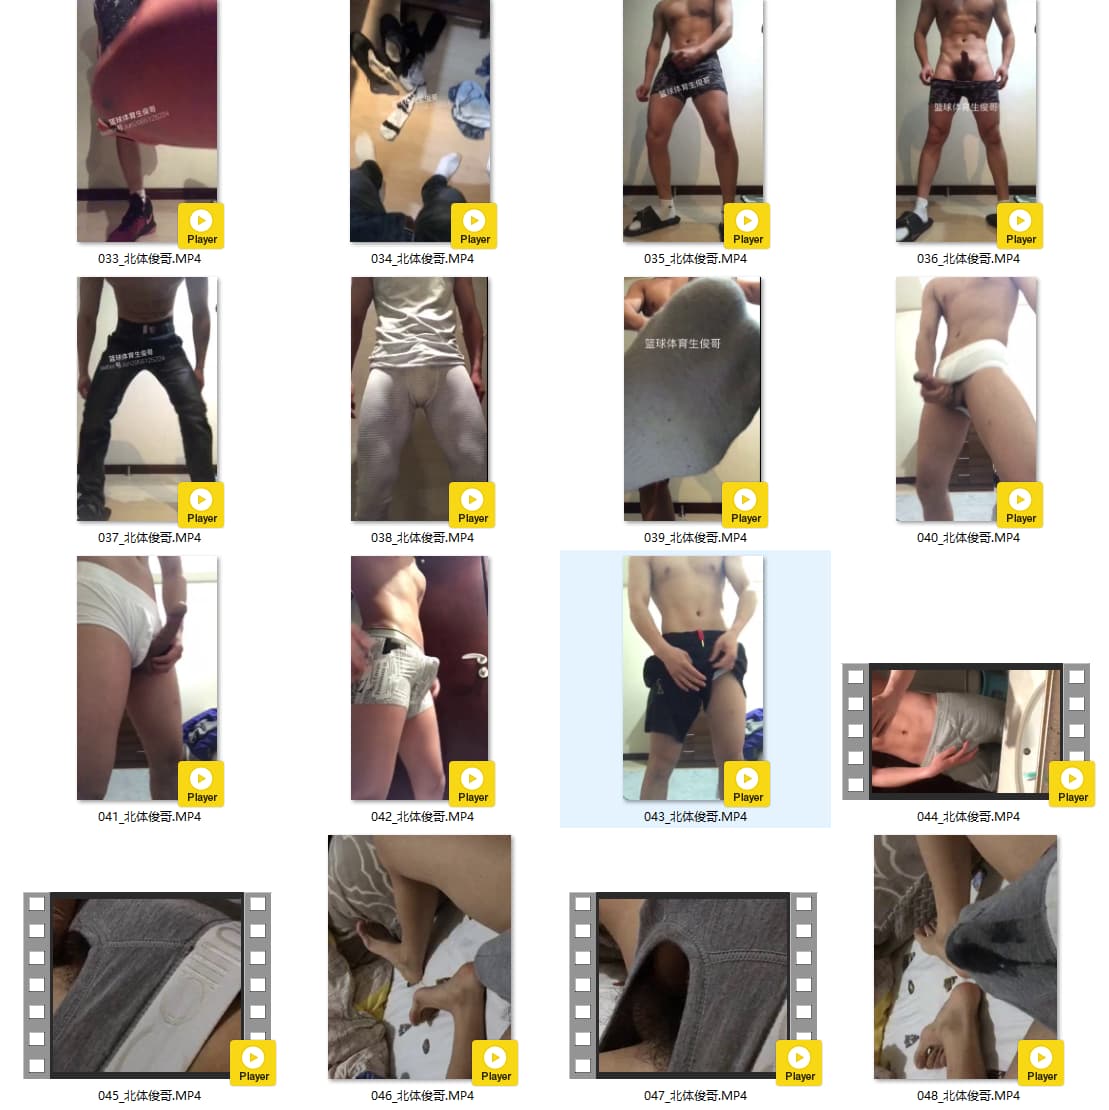 篮球体育生俊哥
俊哥
篮球体育生俊哥
篮球体育生俊哥
Player
Player
Player
Player
033_北体俊哥.MP4
034_北体俊哥.MP4
035_北体俊哥.MP4
036_北体俊哥.MP4
篮球体育生俊哥
篮球体育生俊哥
Player
Player
Player
Player
037_北体俊哥.MP4
038_北体俊哥.MP4
039_北体俊哥.MP4
040_北体俊哥.MP4
Player
Player
Player
Player
041_北体俊哥.MP4
042_北体俊哥.MP4
043_北体俊哥.MP4
044_北体俊哥.MP4
Player
Player
Player
Player
045_北体俊哥.MP4
046_北体俊哥.MP4
047_北体俊哥.MP4
048_北体俊哥.MP4